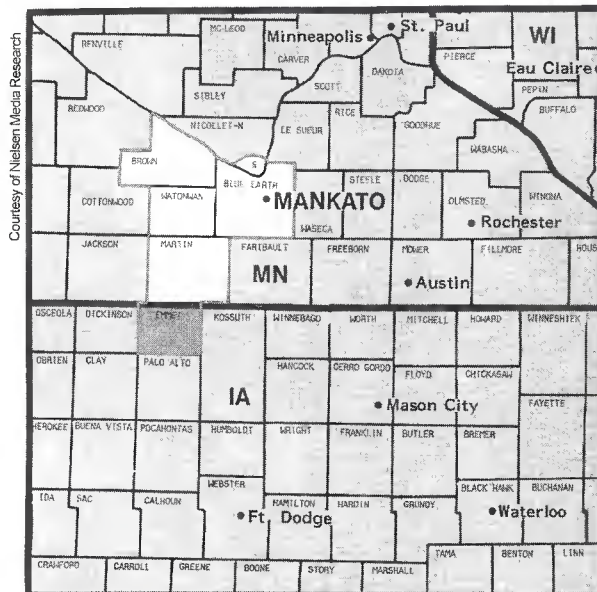 Courtesy of Nielsen Media Research
MC LEOD
St. Paul
Minneapolis
WI
RENVILLE
CARVER
PIERCE
DAKOTA
Eau Claire
SCOTT
SIBLEY
PEPIN
REDWOOD
RICE
BUFFALO
NICOLLET-N
LE SUEUR
GOODHUE
WABASHA
BROWN
S
BLUE EARTH
STEELE
DODGE
WATONWAN
MANKATO
OLMSTED
WINONA
COTTONWOOD
Rochester
WASECA
JACKSON
MARTIN
FARIBAULT
FREEBORN
MOWER
FILLMORE
HOUS
MN
Austin
OSCEOLA
DICKINSON
EMMET
KOSSUTH
WINNEBAGO
WORTH
MITCHELL
HOWARD
WINNESHIEK
OBRIEN
CLAY
PALO ALTO
HANCOCK
CERRO GORDO
FLOYD
CHICKASAW
IA
Mason City
FAYETTE
HEROKEE
BUENA VISTA
POCAHONTAS
HUMBOLDT
WRIGHT
FRANKLIN
BUTLER
BREMER
WEBSTER
BLACK HAWK
BUCHANAN
IDA
SAC
CALHOUN
HAMILTON
HARDIN
GRUNDY
Ft. Dodge
Waterloo
TAMA
BENTON
LINN
CRAWFORD
CARROLL
GREENE
BOONE
STORY
MARSHALL